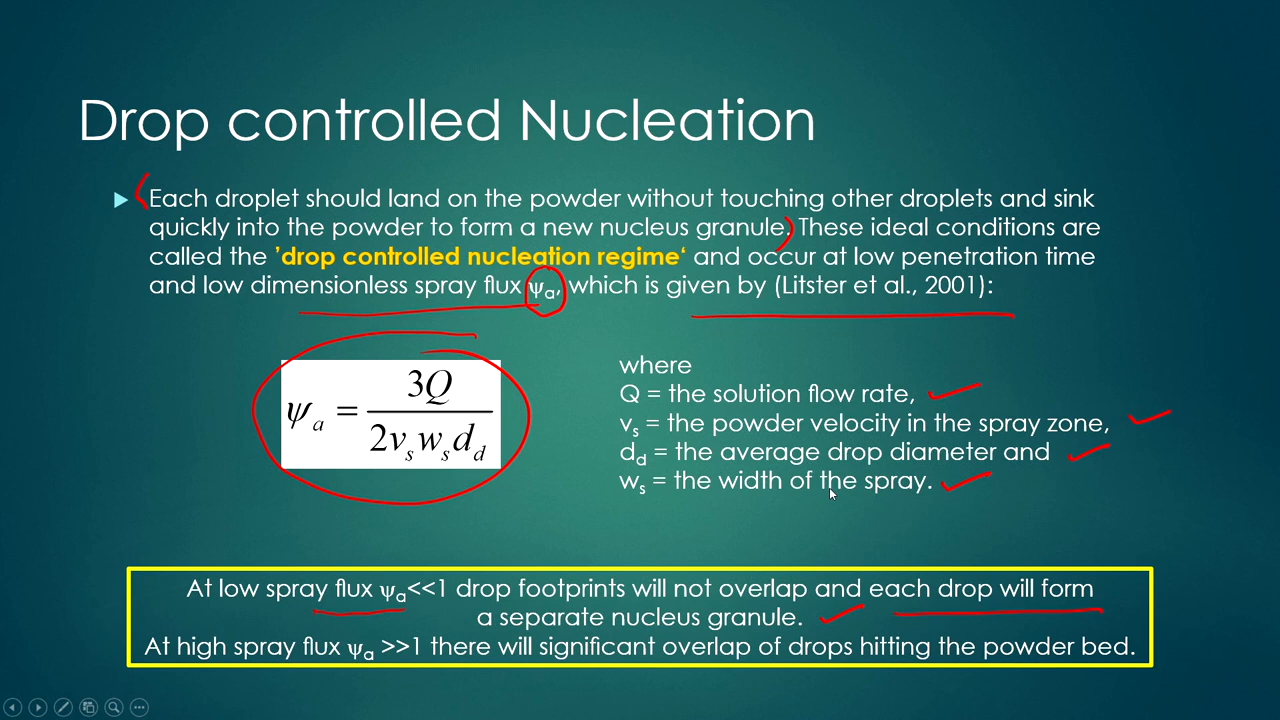 Drop controlled Nucleation
Each droplet should land on the powder without touching other droplets and sink
quickly into the powder to form a new nucleus granule. These ideal conditions are
called the 'drop controlled nucleation regime' and occur at low penetration time
and low dimensionless spray flux ψa, which is given by (Litster et al., 2001):
ψa = 3Q / 2vswsdd
where
Q = the solution flow rate,
vs = the powder velocity in the spray zone,
dd = the average drop diameter and
ws = the width of the spray.
At low spray flux ψa<<1 drop footprints will not overlap and each drop will form
a separate nucleus granule.
At high spray flux ψa >>1 there will significant overlap of drops hitting the powder bed.